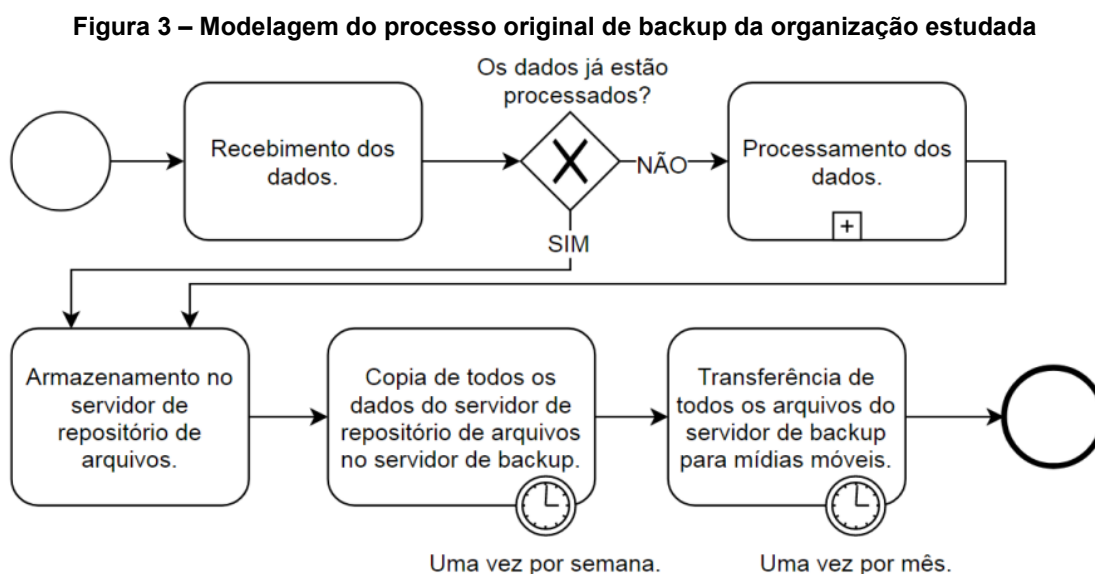 Figura 3 – Modelagem do processo original de backup da organização estudada
Os dados já estão
processados?
Recebimento dos
dados.
NÃO
Processamento dos
dados.
+
SIM
Armazenamento no
servidor de
repositório de
arquivos.
Copia de todos os
dados do servidor de
repositório de arquivos
no servidor de backup.
Transferência de
todos os arquivos do
servidor de backup
para mídias móveis.
Uma vez por semana.
Uma vez por mês.